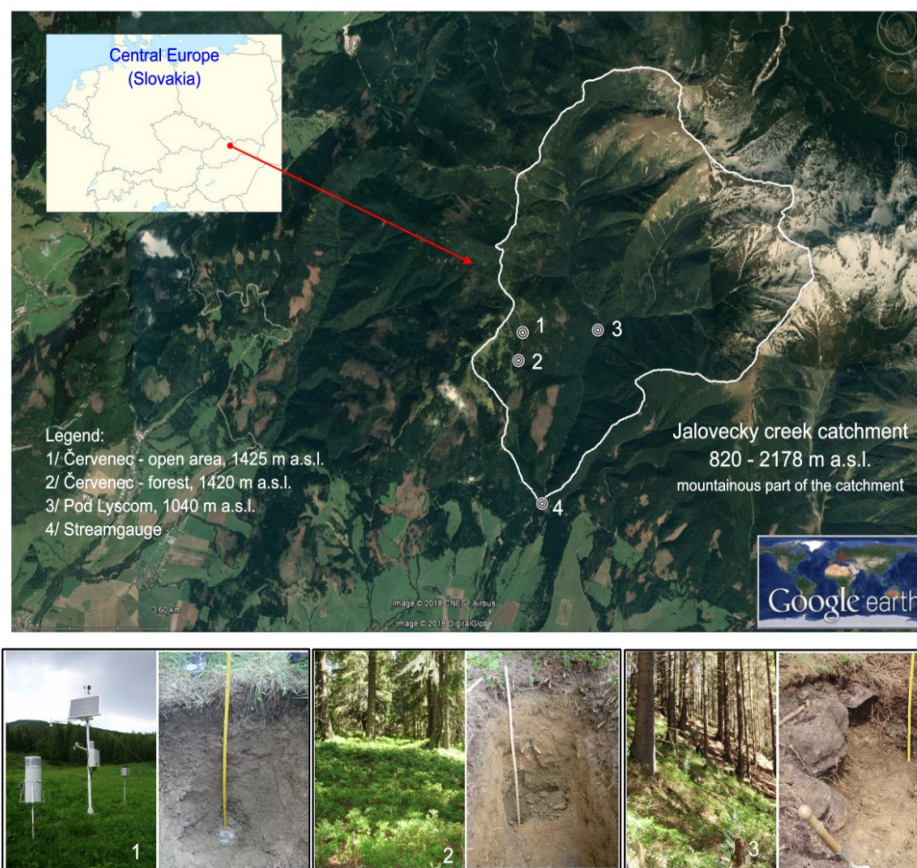 Central Europe
(Slovakia)
1
3
2
Legend:
1/ Červenec - open area, 1425 m a.s.l.
2/ Červenec - forest, 1420 m a.s.l.
3/ Pod Lyscom, 1040 m a.s.l.
4/ Streamgauge
Jalovecky creek catchment
820 - 2178 m a.s.l.
mountainous part of the catchment
4
3.60 km
Image © 2018 CNES / Airbus
Image © 2018 DigitalGlobe
Google earth
1
2
3